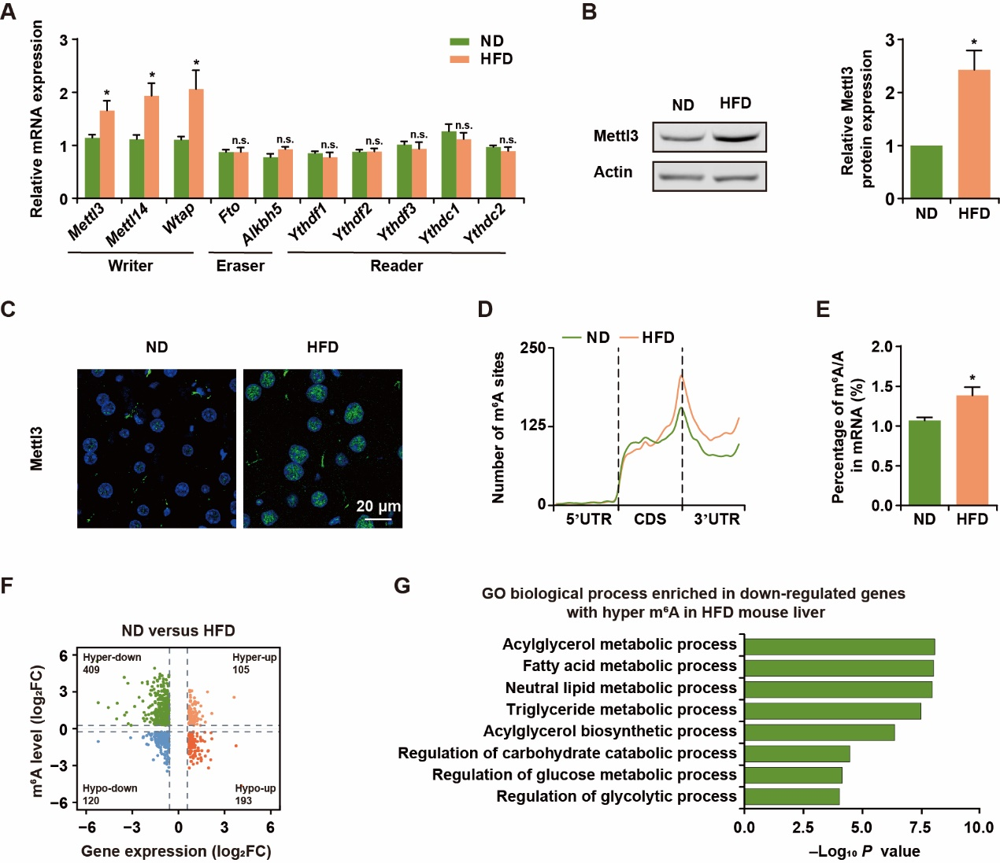 A
Relative mRNA expression
3
2
1
0
ND
HFD
* * * n.s. n.s. n.s. n.s. n.s. n.s. n.s.
Mettl3 Mettl14 Wtap Fto Alkbh5 Ythdf1 Ythdf2 Ythdf3 Ythdc1 Ythdc2
Writer Eraser Reader
B
ND HFD
Mettl3
Actin
Relative Mettl3
protein expression
3
2
1
0
*
ND HFD
C
ND HFD
Mettl3
20 μm
D
ND HFD
Number of m⁶A sites
250
125
0
5’UTR CDS 3’UTR
E
Percentage of m⁶A/A
in mRNA (%)
2.0
1.5
1.0
0.5
0.0
*
ND HFD
F
ND versus HFD
m⁶A level (log₂FC)
6
3
0
−3
−6
Hyper-down
409
Hyper-up
105
Hypo-down
120
Hypo-up
193
−6 −3 0 3 6
Gene expression (log₂FC)
G
GO biological process enriched in down-regulated genes
with hyper m⁶A in HFD mouse liver
Acylglycerol metabolic process
Fatty acid metabolic process
Neutral lipid metabolic process
Triglyceride metabolic process
Acylglycerol biosynthetic process
Regulation of carbohydrate catabolic process
Regulation of glucose metabolic process
Regulation of glycolytic process
0.0 2.5 5.0 7.5 10.0
−Log₁₀ P value